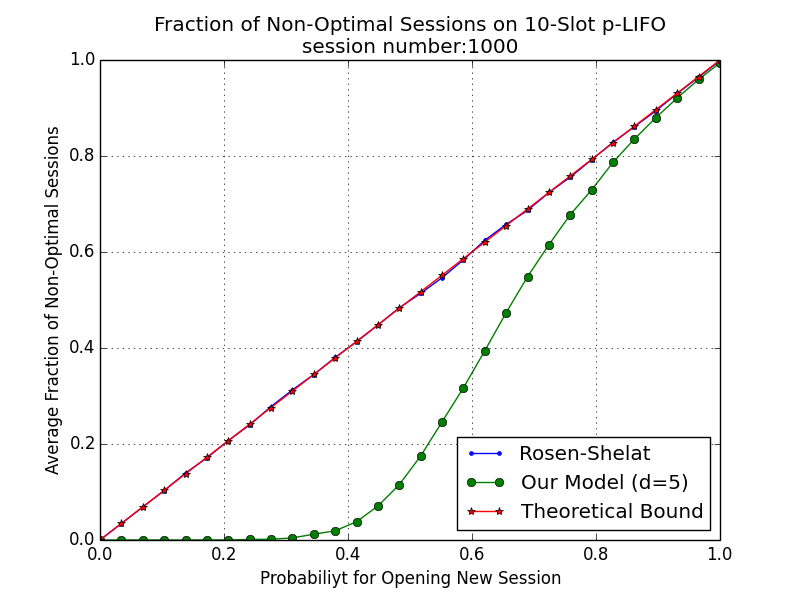 Fraction of Non-Optimal Sessions on 10-Slot p-LIFO
session number:1000
1.0
0.8
0.6
0.4
0.2
0.0
Average Fraction of Non-Optimal Sessions
Rosen-Shelat
Our Model (d=5)
Theoretical Bound
0.0 0.2 0.4 0.6 0.8 1.0
Probabiliyt for Opening New Session